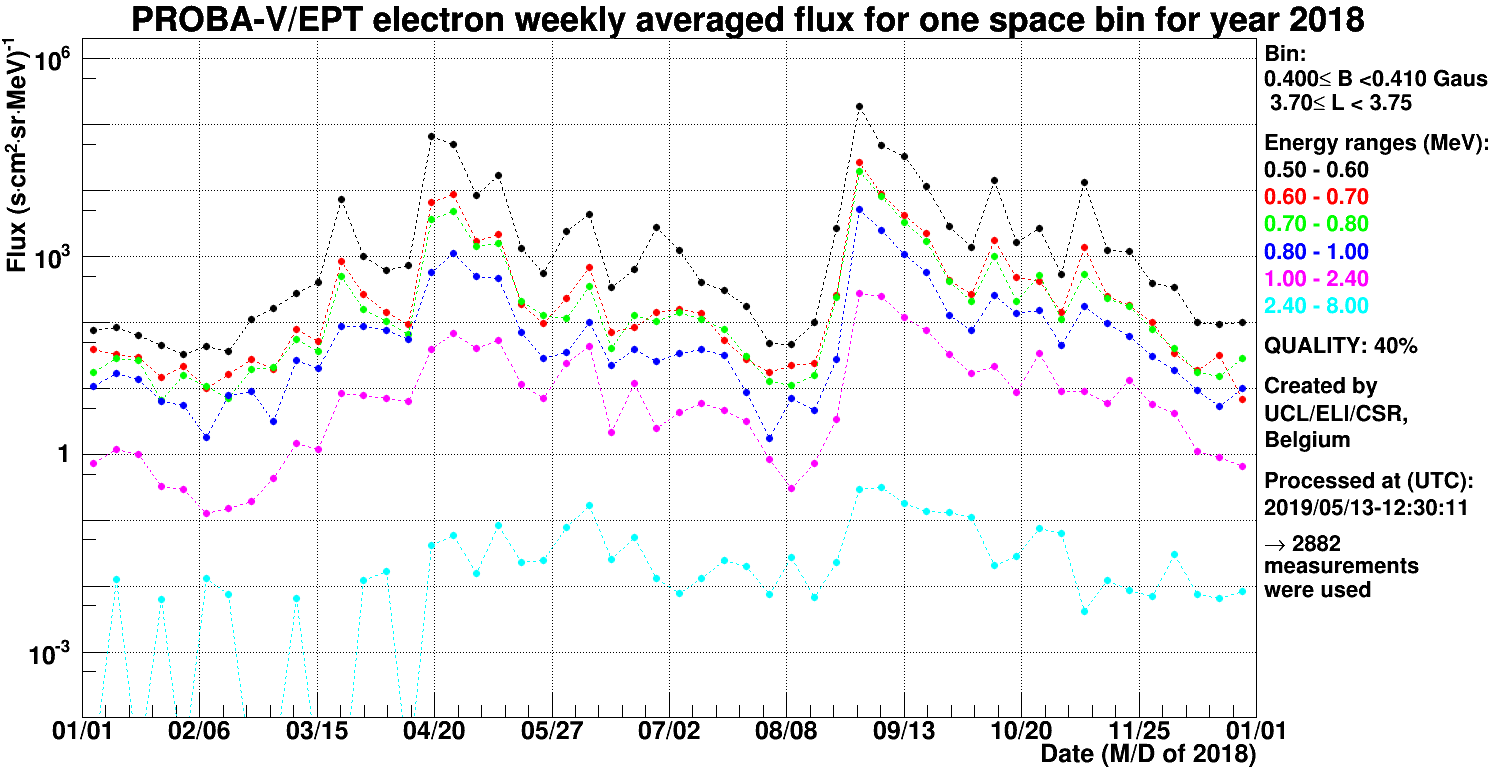 PROBA-V/EPT electron weekly averaged flux for one space bin for year 2018
Flux (s·cm²·sr·MeV)⁻¹
10⁶
10³
1
10⁻³
01/01 02/06 03/15 04/20 05/27 07/02 08/08 09/13 10/20 11/25 01/01
Date (M/D of 2018)
Bin:
0.400≤ B <0.410 Gaus
3.70≤ L < 3.75
Energy ranges (MeV):
0.50 - 0.60
0.60 - 0.70
0.70 - 0.80
0.80 - 1.00
1.00 - 2.40
2.40 - 8.00
QUALITY: 40%
Created by
UCL/ELI/CSR,
Belgium
Processed at (UTC):
2019/05/13-12:30:11
→ 2882
measurements
were used